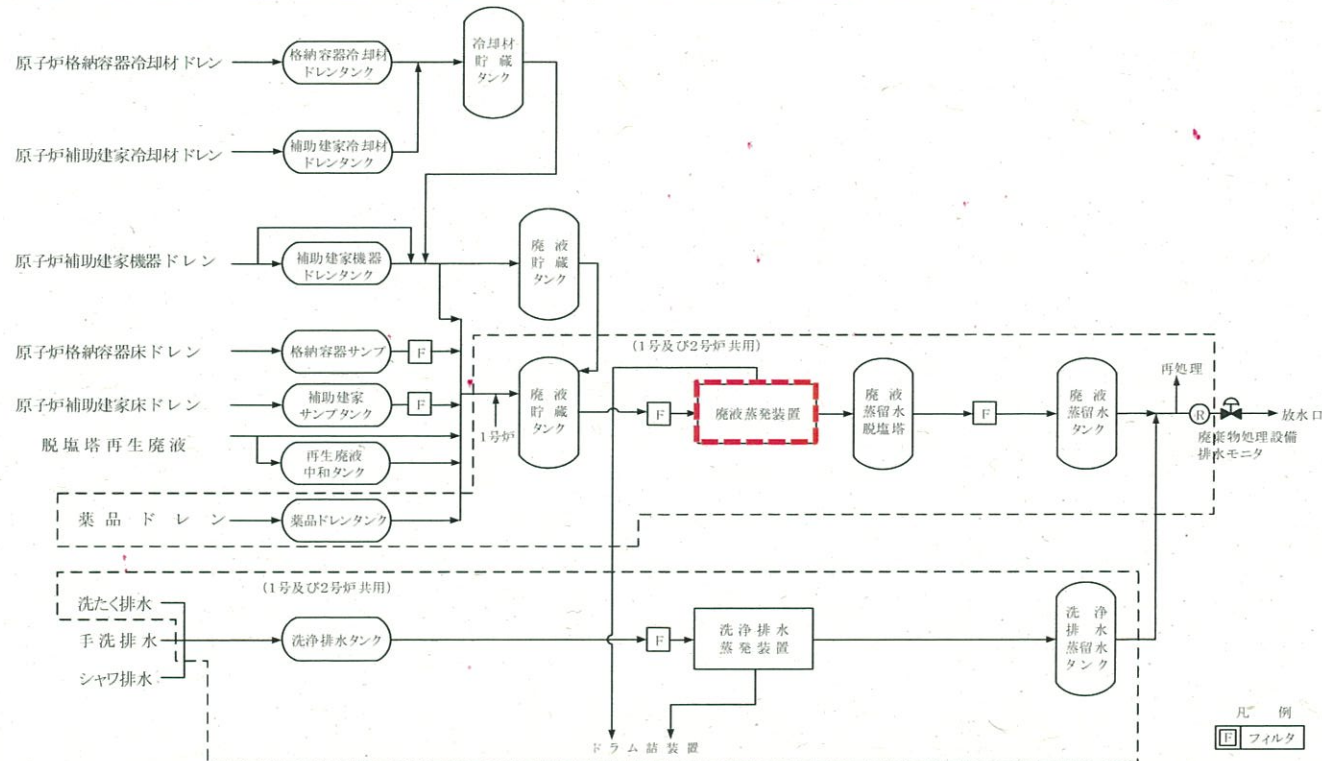 原子炉格納容器冷却材ドレン
格納容器冷却材
ドレンタンク
冷却材
貯蔵
タンク
原子炉補助建家冷却材ドレン
補助建家冷却材
ドレンタンク
原子炉補助建家機器ドレン
補助建家機器
ドレンタンク
廃液
貯蔵
タンク
原子炉格納容器床ドレン
格納容器サンプ
F
原子炉補助建家床ドレン
補助建家
サンプタンク
F
脱塩塔再生廃液
再生廃液
中和タンク
薬品ドレン
薬品ドレンタンク
1号炉
廃液
貯蔵
タンク
(1号及び2号炉共用)
F
廃液蒸発装置
廃液
蒸留水
脱塩塔
F
廃液
蒸留水
タンク
再処理
R
放水口
廃棄物処理設備
排水モニタ
(1号及び2号炉共用)
洗たく排水
手洗排水
シャワ排水
洗浄排水タンク
F
洗浄排水
蒸発装置
洗浄
排水
蒸留水
タンク
ドラム詰装置
凡例
F フィルタ